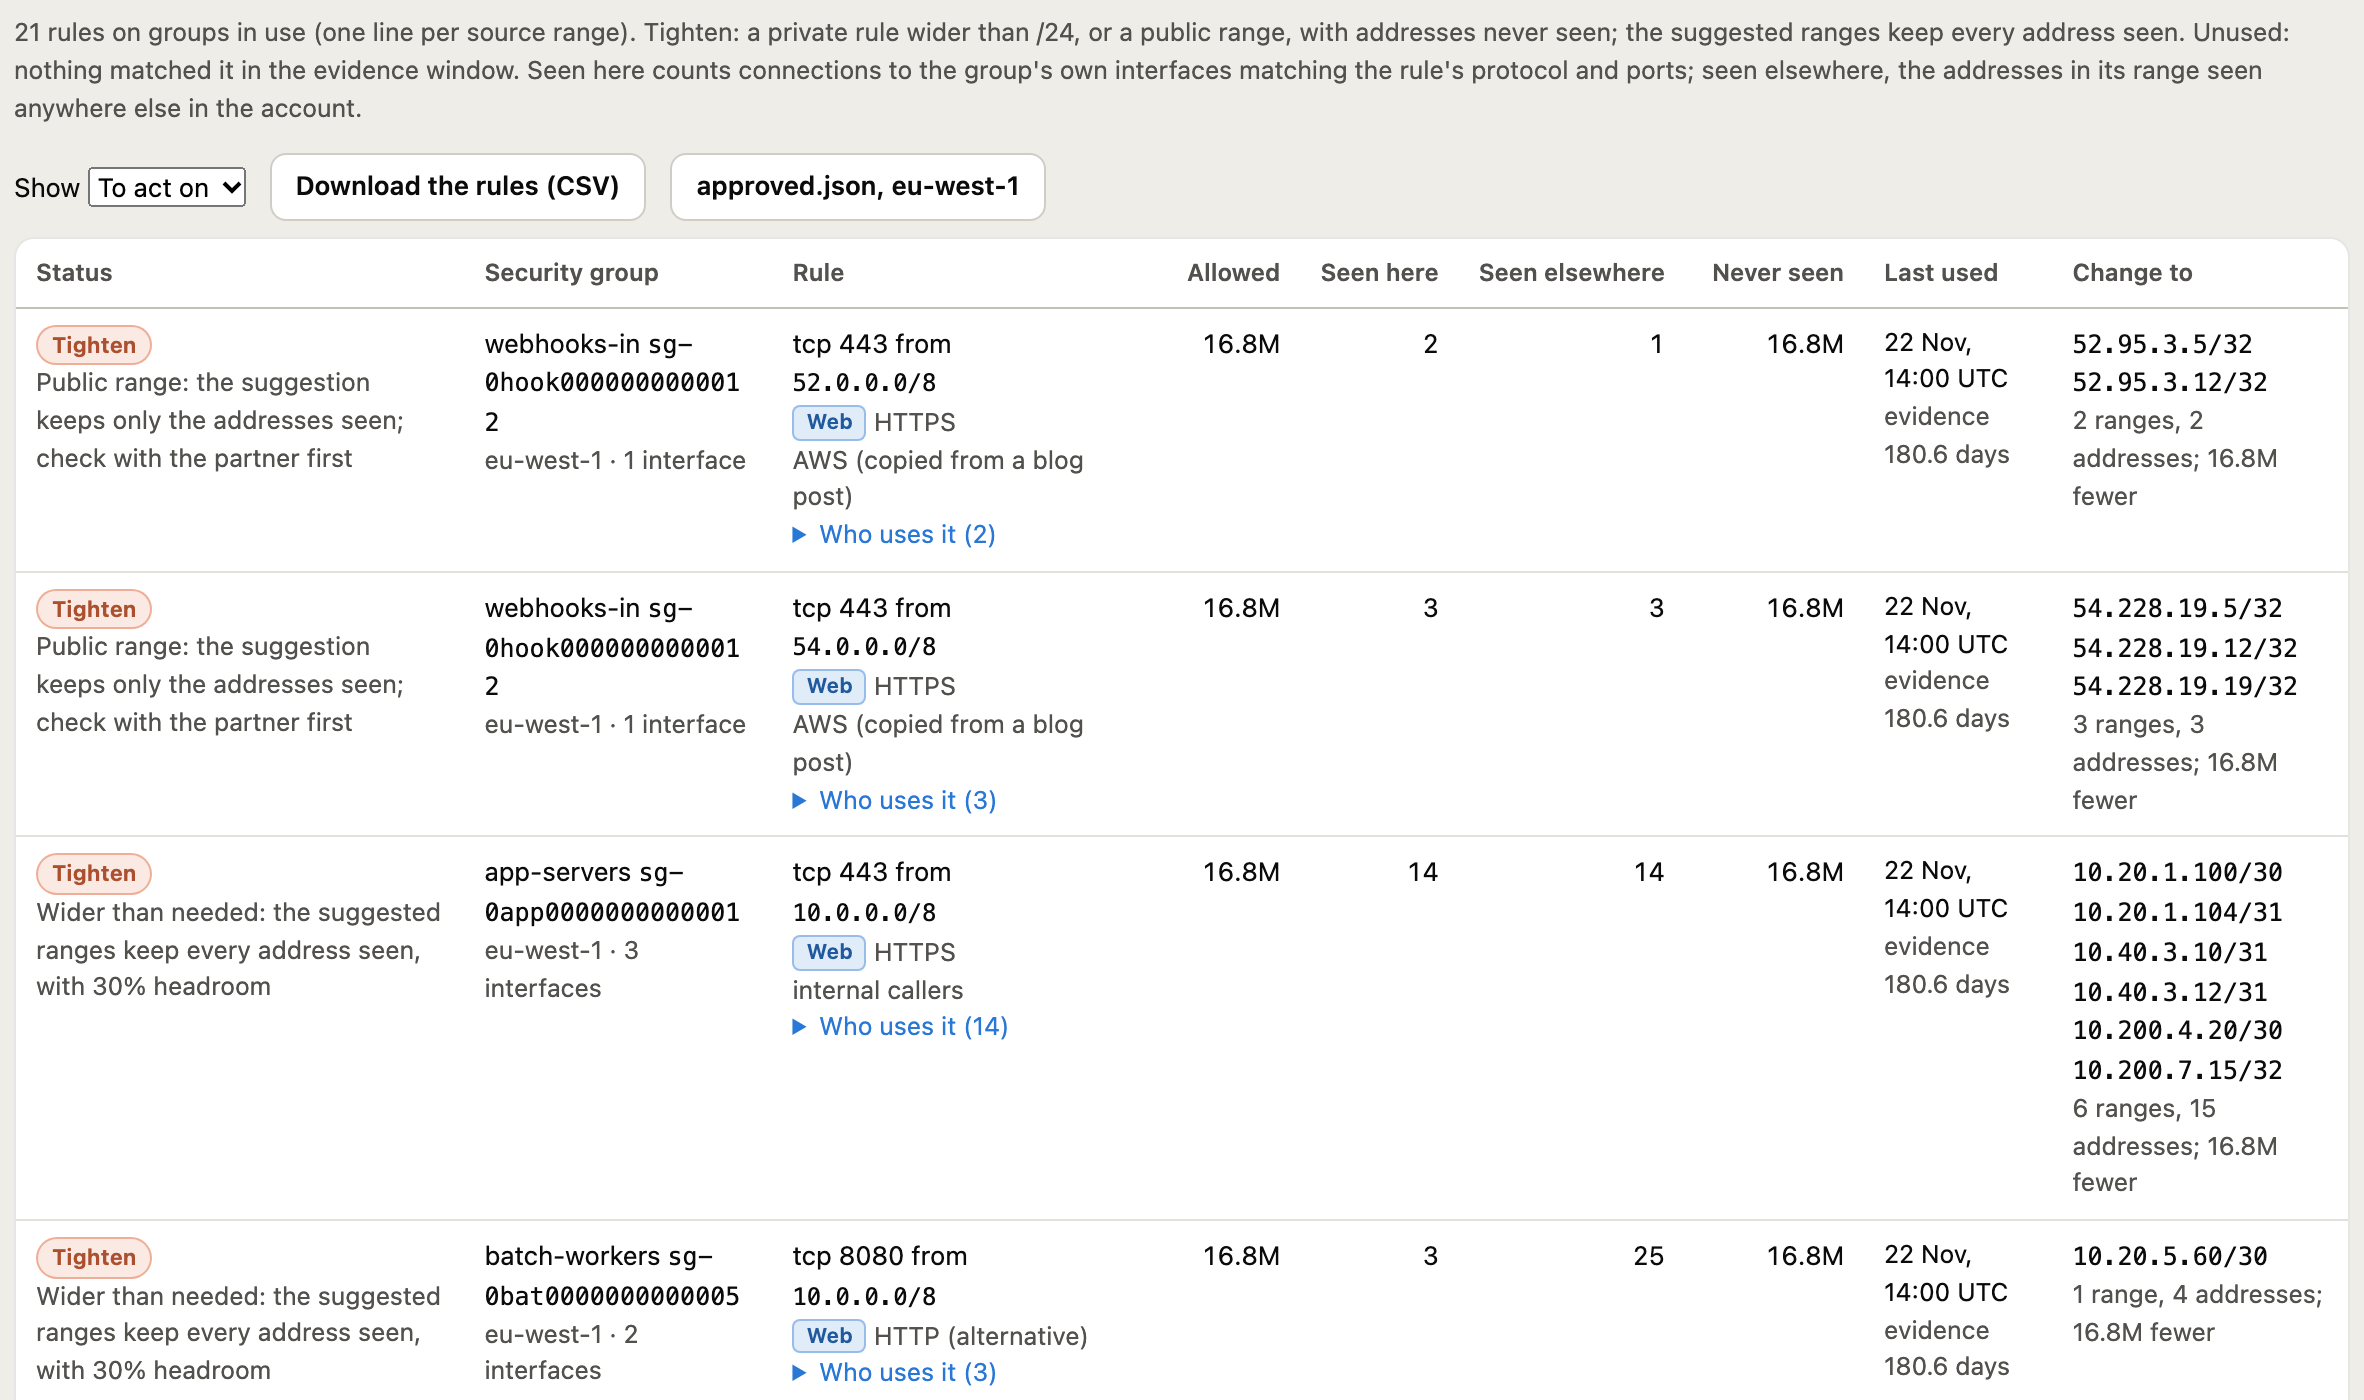 21 rules on groups in use (one line per source range). Tighten: a private rule wider than /24, or a public range, with addresses never seen; the suggested ranges keep every address seen. Unused:
nothing matched it in the evidence window. Seen here counts connections to the group's own interfaces matching the rule's protocol and ports; seen elsewhere, the addresses in its range seen
anywhere else in the account.
Show To act on Download the rules (CSV) approved.json, eu-west-1
Status Security group Rule Allowed Seen here Seen elsewhere Never seen Last used Change to
Tighten
Public range: the suggestion
keeps only the addresses seen;
check with the partner first
webhooks-in sg-
0hook000000000001
2
eu-west-1 · 1 interface
tcp 443 from
52.0.0.0/8
Web HTTPS
AWS (copied from a blog
post)
▶ Who uses it (2)
16.8M
2
1
16.8M
22 Nov,
14:00 UTC
evidence
180.6 days
52.95.3.5/32
52.95.3.12/32
2 ranges, 2
addresses; 16.8M
fewer
Tighten
Public range: the suggestion
keeps only the addresses seen;
check with the partner first
webhooks-in sg-
0hook000000000001
2
eu-west-1 · 1 interface
tcp 443 from
54.0.0.0/8
Web HTTPS
AWS (copied from a blog
post)
▶ Who uses it (3)
16.8M
3
3
16.8M
22 Nov,
14:00 UTC
evidence
180.6 days
54.228.19.5/32
54.228.19.12/32
54.228.19.19/32
3 ranges, 3
addresses; 16.8M
fewer
Tighten
Wider than needed: the suggested
ranges keep every address seen,
with 30% headroom
app-servers sg-
0app0000000000001
eu-west-1 · 3
interfaces
tcp 443 from
10.0.0.0/8
Web HTTPS
internal callers
▶ Who uses it (14)
16.8M
14
14
16.8M
22 Nov,
14:00 UTC
evidence
180.6 days
10.20.1.100/30
10.20.1.104/31
10.40.3.10/31
10.40.3.12/31
10.200.4.20/30
10.200.7.15/32
6 ranges, 15
addresses; 16.8M
fewer
Tighten
Wider than needed: the suggested
ranges keep every address seen,
with 30% headroom
batch-workers sg-
0bat0000000000005
eu-west-1 · 2
interfaces
tcp 8080 from
10.0.0.0/8
Web HTTP (alternative)
▶ Who uses it (3)
16.8M
3
25
16.8M
22 Nov,
14:00 UTC
evidence
180.6 days
10.20.5.60/30
1 range, 4 addresses;
16.8M fewer